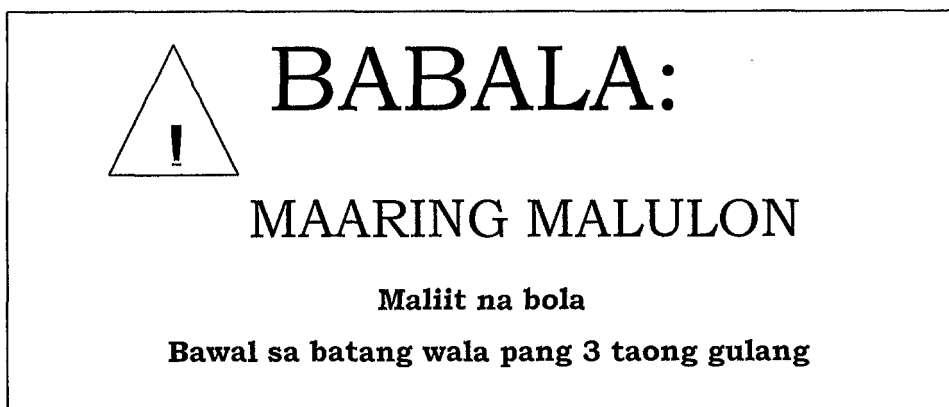 BABALA:
!
MAARING MALULON
Maliit na bola
Bawal sa batang wala pang 3 taong gulang